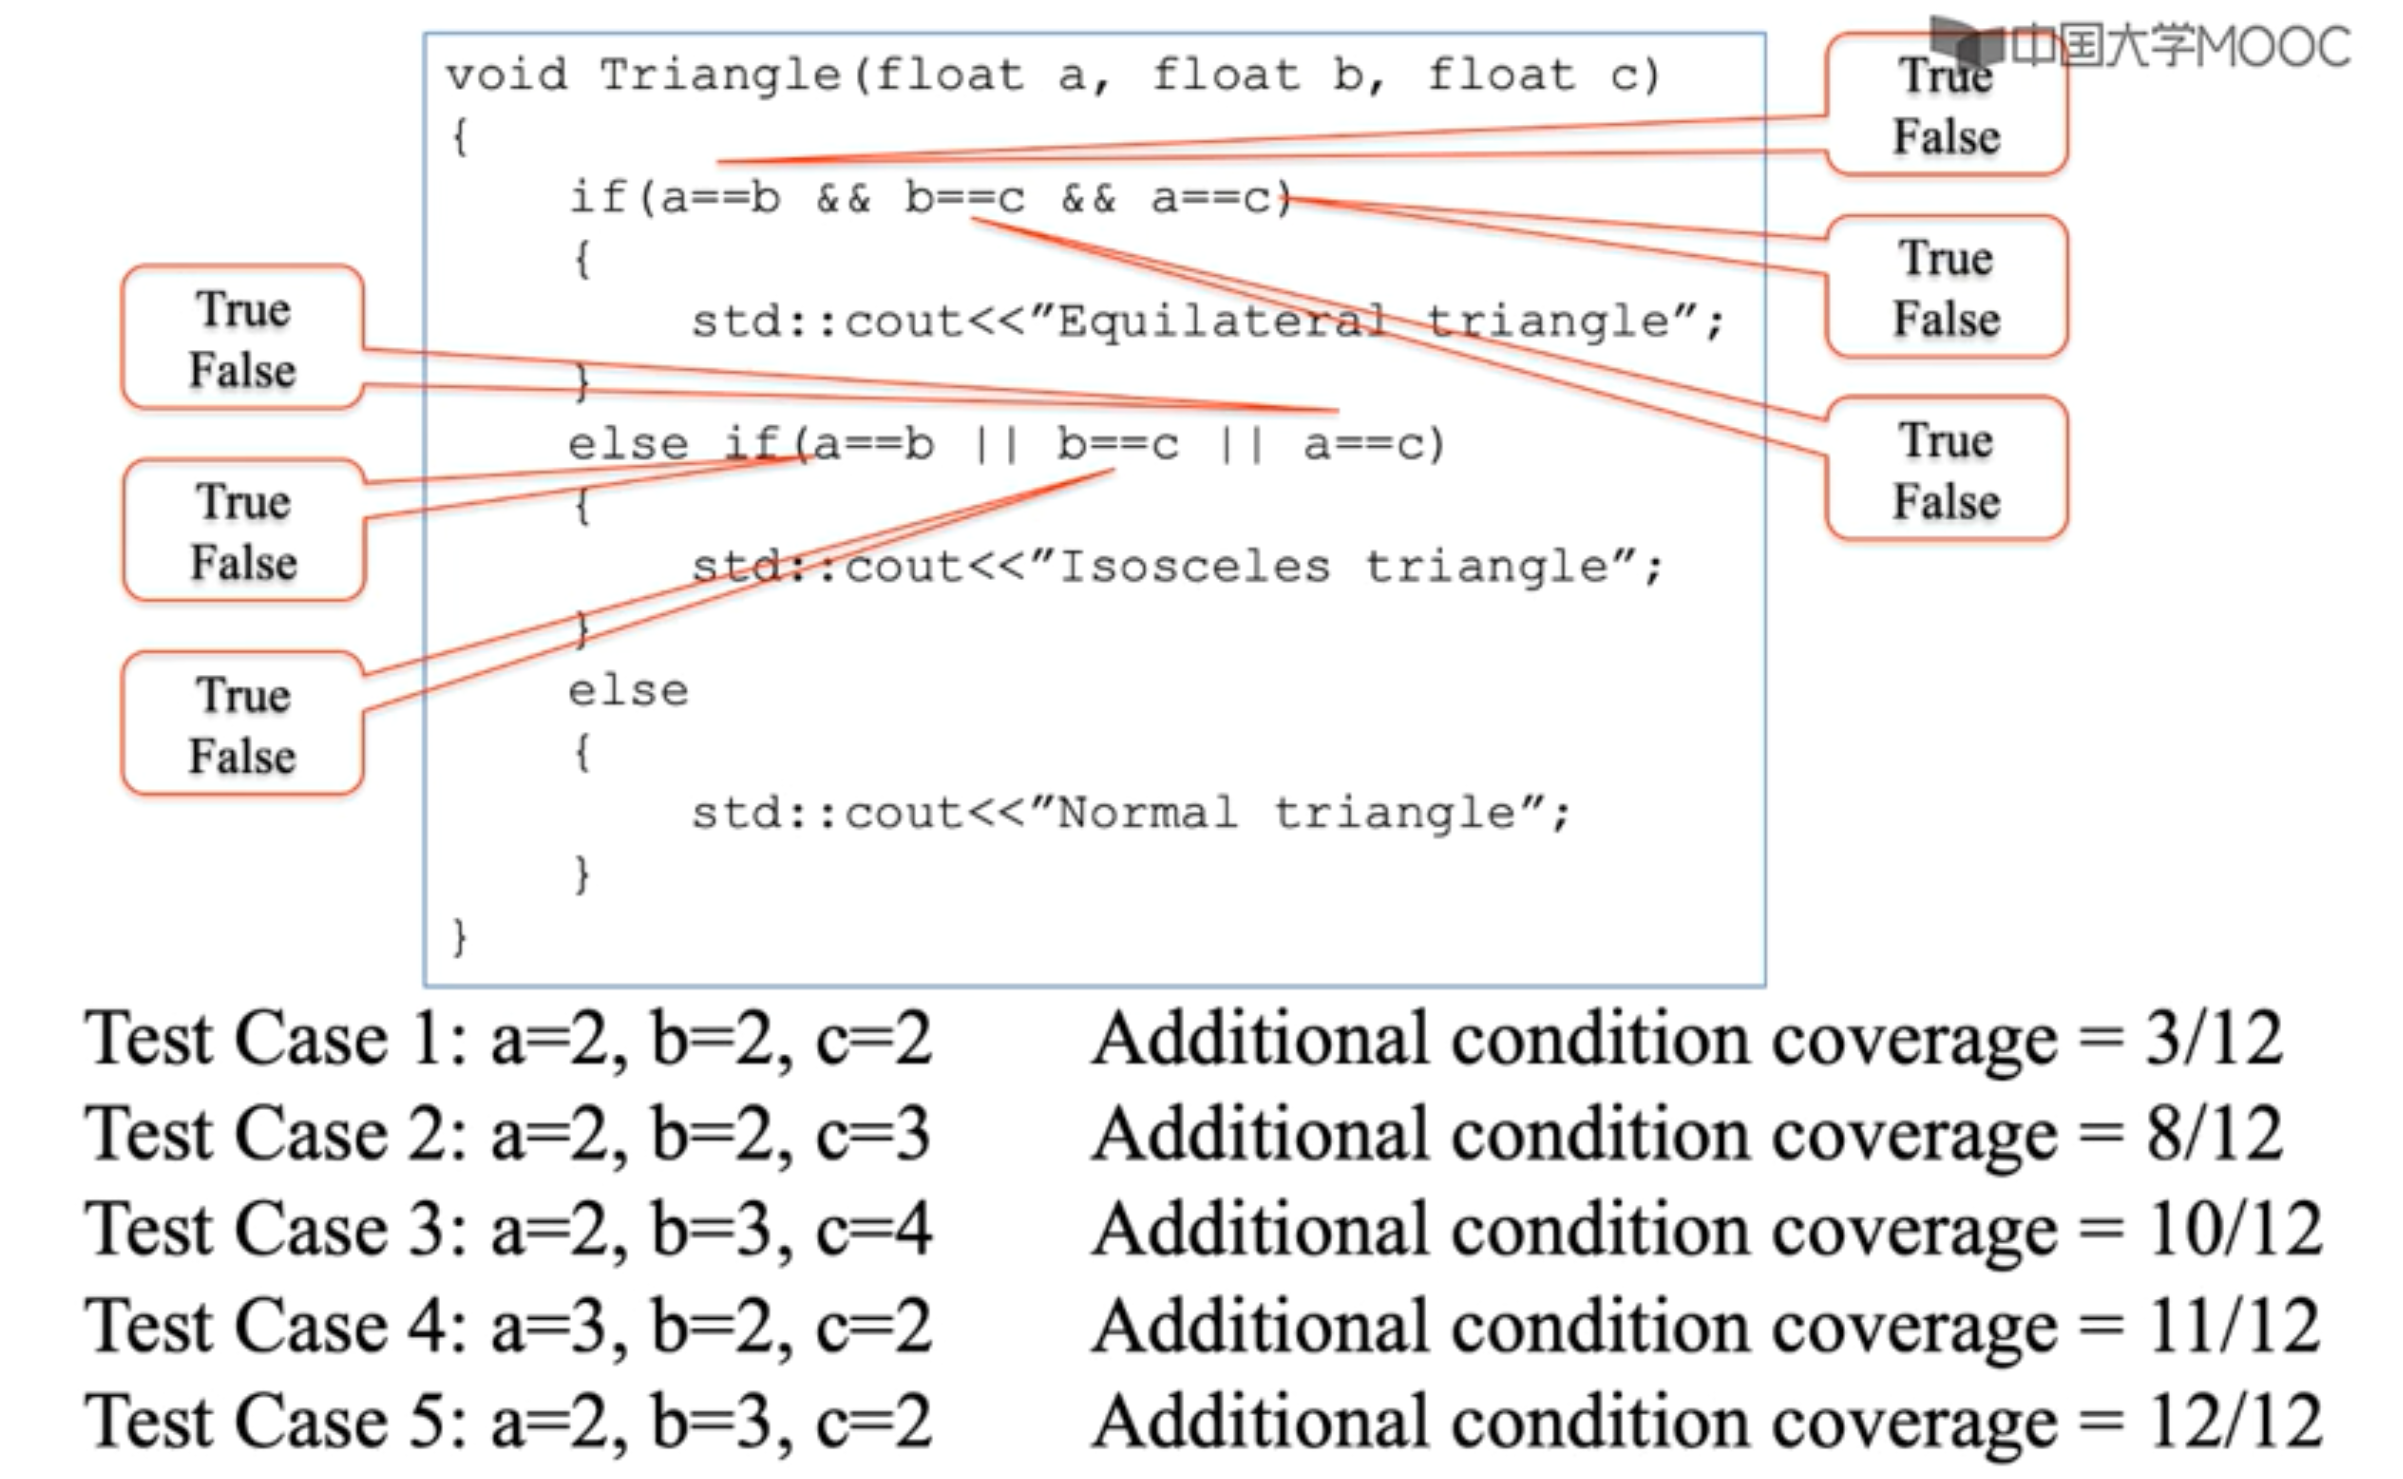 中国大学MOOC
void Triangle(float a, float b, float c)
{
if(a==b && b==c && a==c)
{
std::cout<<”Equilateral triangle”;
}
else if(a==b || b==c || a==c)
{
std::cout<<”Isosceles triangle”;
}
else
{
std::cout<<”Normal triangle”;
}
}
True
False
True
False
True
False
True
False
True
False
True
False
Test Case 1: a=2, b=2, c=2 Additional condition coverage = 3/12
Test Case 2: a=2, b=2, c=3 Additional condition coverage = 8/12
Test Case 3: a=2, b=3, c=4 Additional condition coverage = 10/12
Test Case 4: a=3, b=2, c=2 Additional condition coverage = 11/12
Test Case 5: a=2, b=3, c=2 Additional condition coverage = 12/12